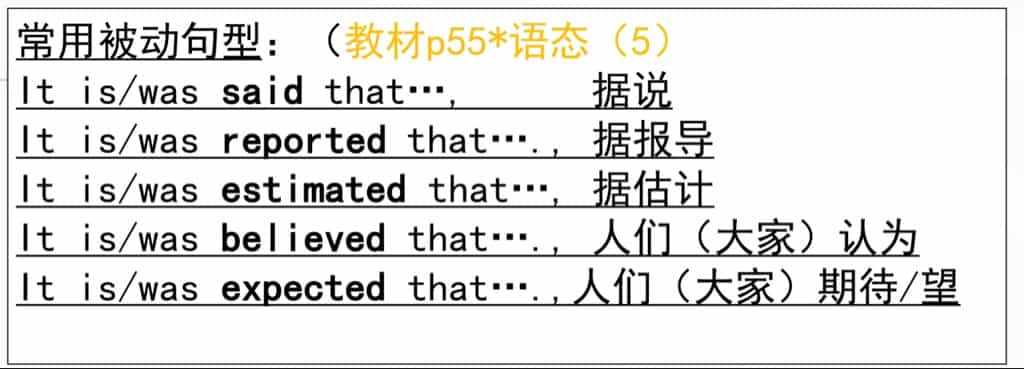 常用被动句型：（教材p55*语态（5）
It is/was said that…, 据说
It is/was reported that…., 据报导
It is/was estimated that…, 据估计
It is/was believed that…., 人们（大家）认为
It is/was expected that….,人们（大家）期待/望